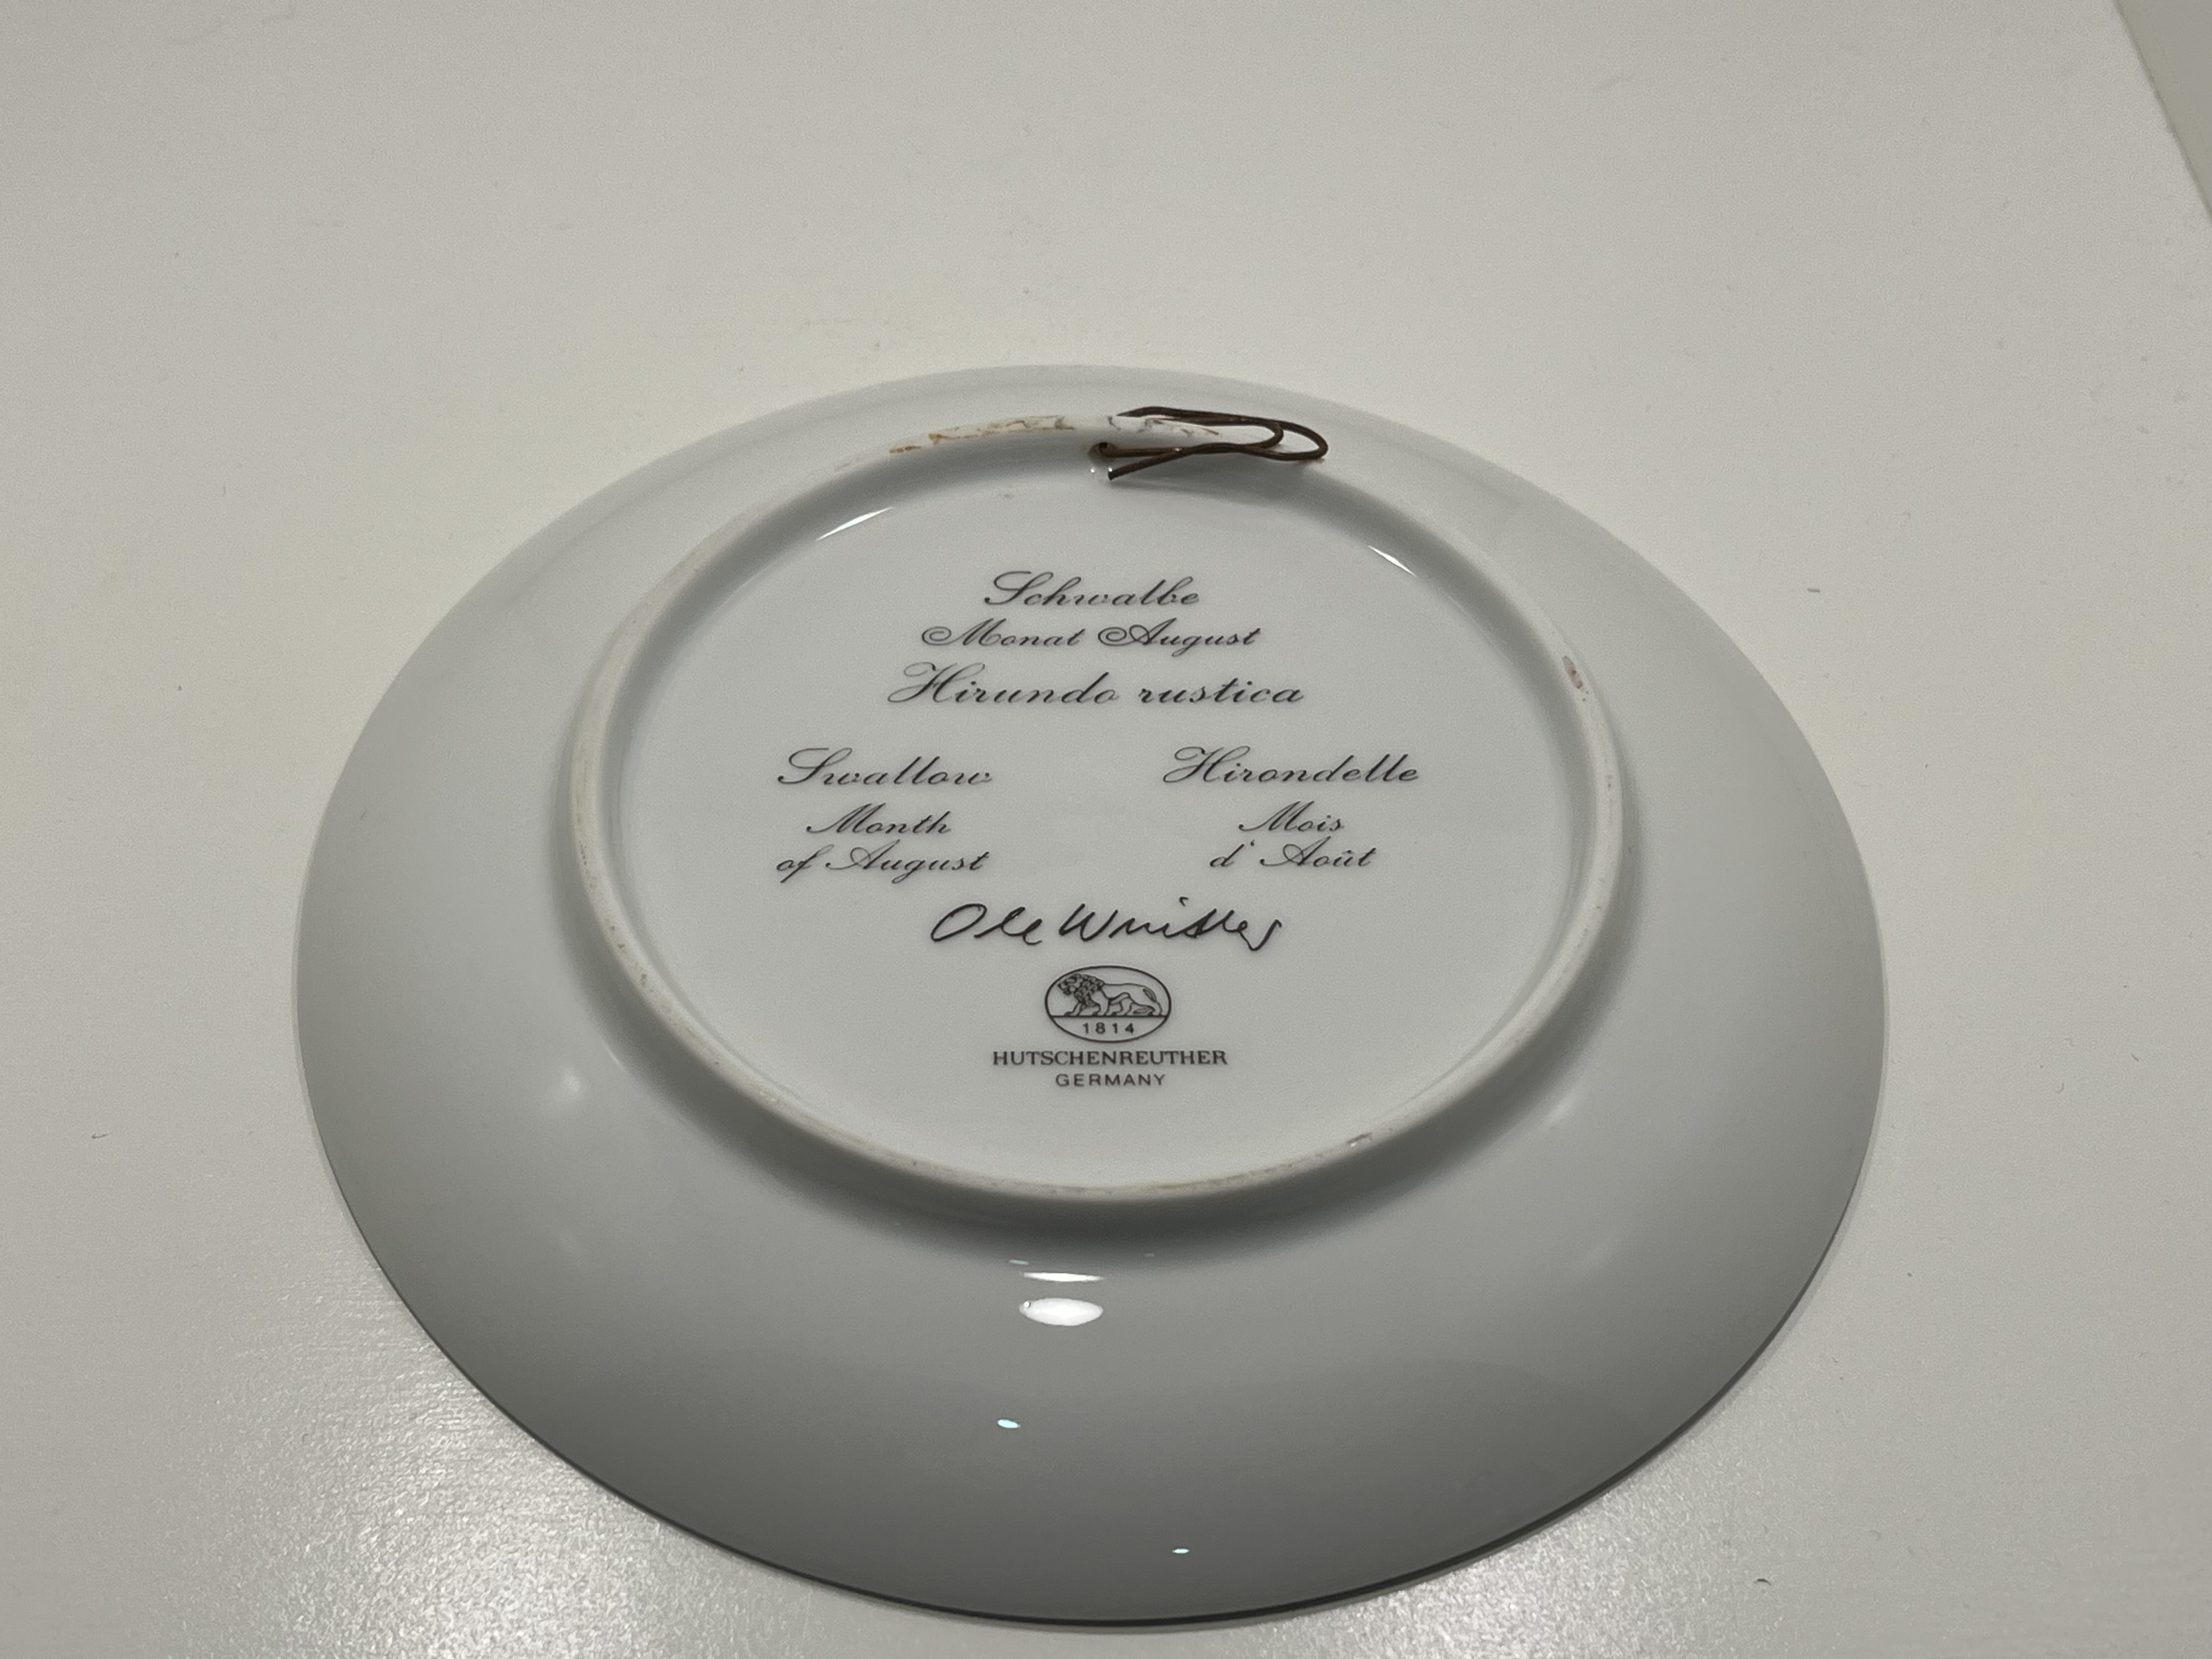 Schwalbe
Monat August
Hirundo rustica
Swallow
Month
of August
Hirondelle
Mois
d'Août
Ole Winther
1814
HUTSCHENREUTHER
GERMANY